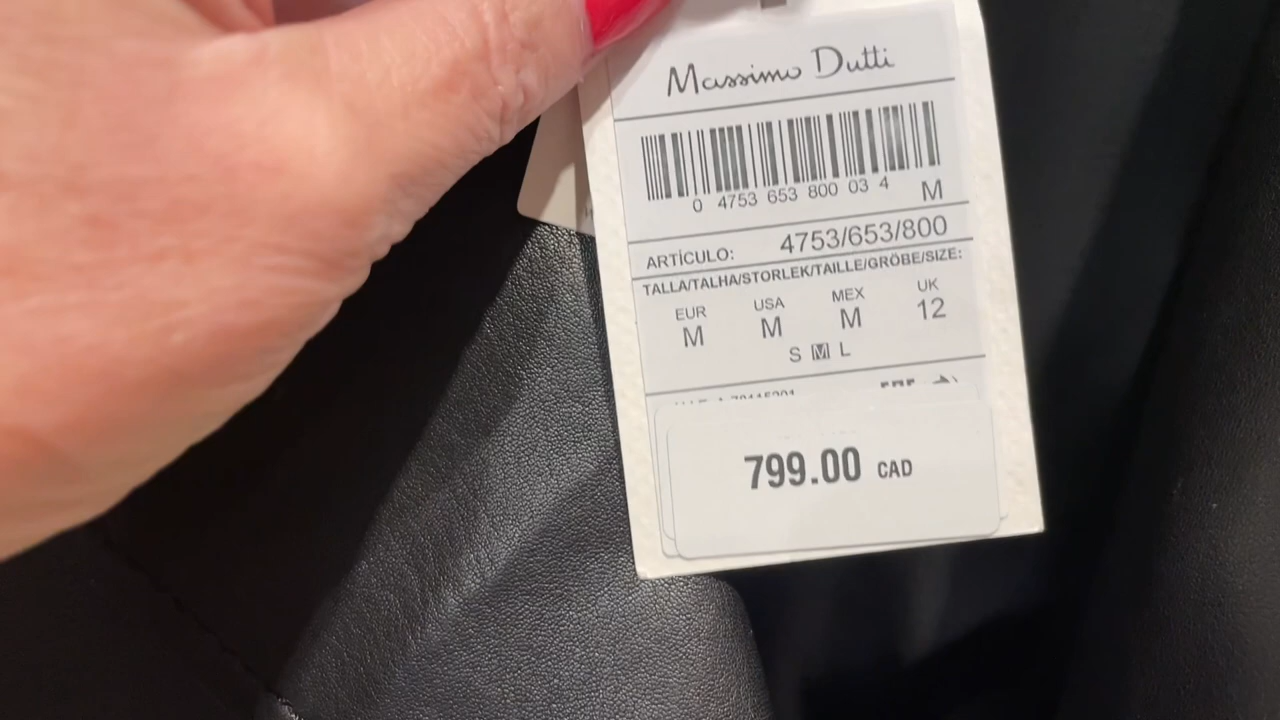 Massimo Dutti
0 4753 653 800 03 4 M
ARTÍCULO: 4753/653/800
TALLA/TALHA/STORLEK/TAILLE/GRÖBE/SIZE:
EUR USA MEX UK
M M M 12
S M L
799.00 CAD